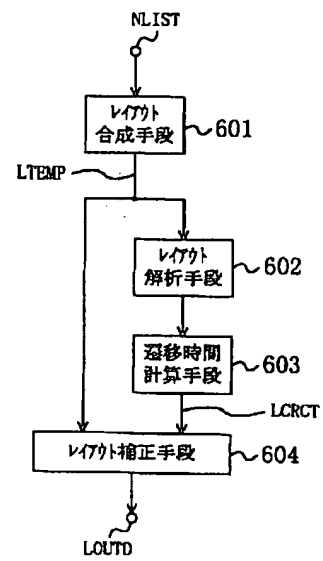 NLIST
レイアウト
合成手段
601
LTEMP
レイアウト
解析手段
602
遷移時間
計算手段
603
LCRCT
レイアウト補正手段
604
LOUTD